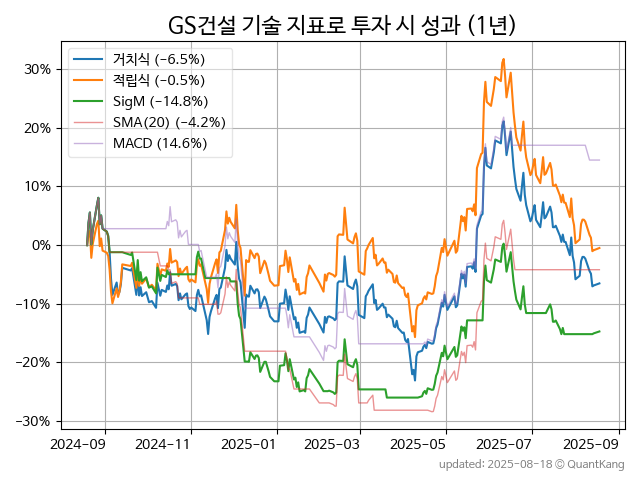 GS건설 기술 지표로 투자 시 성과 (1년)
거치식 (−6.5%)
적립식 (−0.5%)
SigM (−14.8%)
SMA(20) (−4.2%)
MACD (14.6%)
30%
20%
10%
0%
−10%
−20%
−30%
2024-09 2024-11 2025-01 2025-03 2025-05 2025-07 2025-09
updated: 2025-08-18 © QuantKang